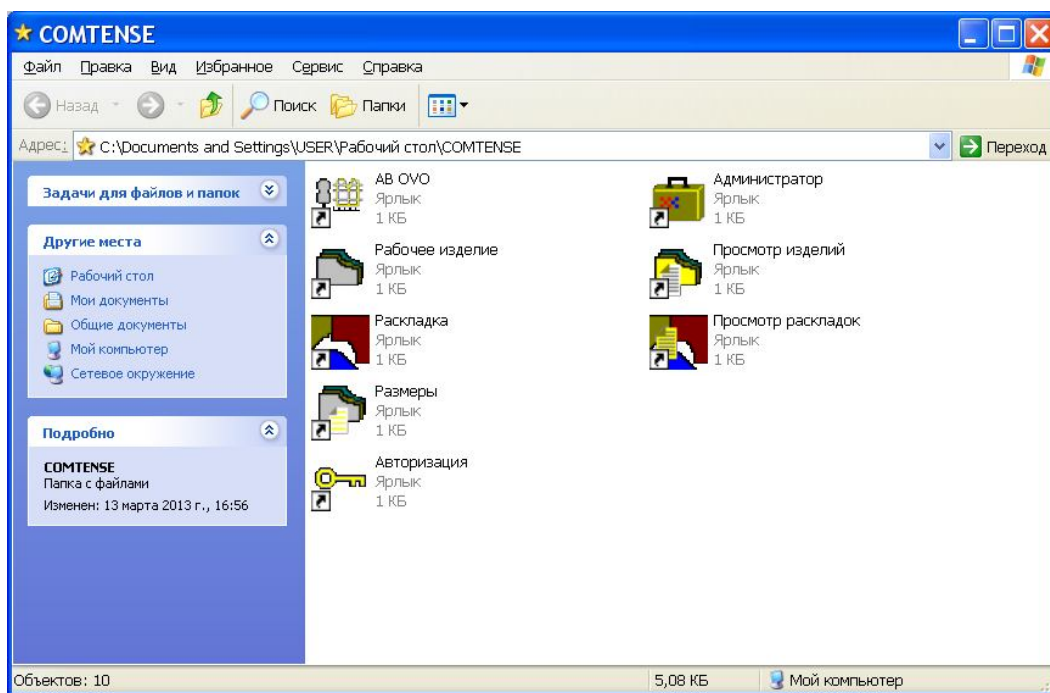 COMTENSE
Файл Правка Вид Избранное Сервис Справка
Назад Поиск Папки
Адрес: C:\Documents and Settings\USER\Рабочий стол\COMTENSE Переход
Задачи для файлов и папок
Другие места
Рабочий стол
Мои документы
Общие документы
Мой компьютер
Сетевое окружение
Подробно
COMTENSE
Папка с файлами
Изменен: 13 марта 2013 г., 16:56
AB OVO
Ярлык
1 КБ
Администратор
Ярлык
1 КБ
Рабочее изделие
Ярлык
1 КБ
Просмотр изделий
Ярлык
1 КБ
Раскладка
Ярлык
1 КБ
Просмотр раскладок
Ярлык
1 КБ
Размеры
Ярлык
1 КБ
Авторизация
Ярлык
1 КБ
Объектов: 10 5,08 КБ Мой компьютер